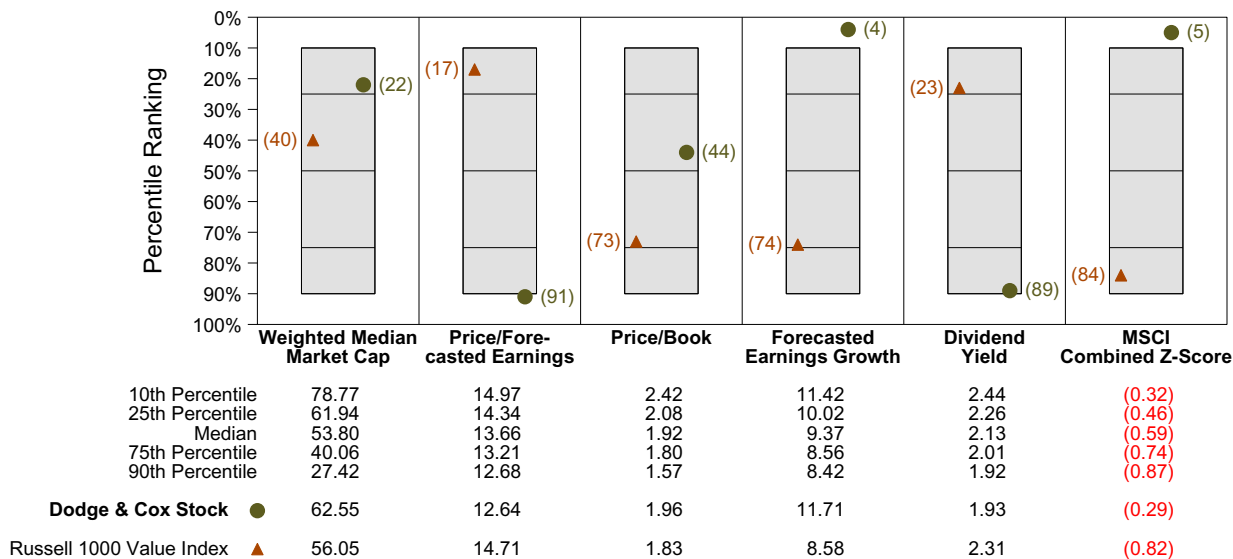 Percentile Ranking
0%
10%
20%
30%
40%
50%
60%
70%
80%
90%
100%
(22)
(40)
(17)
(91)
(44)
(73)
(4)
(74)
(23)
(89)
(5)
(84)
Weighted Median
Market Cap
Price/Fore-
casted Earnings
Price/Book
Forecasted
Earnings Growth
Dividend
Yield
MSCI
Combined Z-Score
10th Percentile 78.77 14.97 2.42 11.42 2.44 (0.32)
25th Percentile 61.94 14.34 2.08 10.02 2.26 (0.46)
Median 53.80 13.66 1.92 9.37 2.13 (0.59)
75th Percentile 40.06 13.21 1.80 8.56 2.01 (0.74)
90th Percentile 27.42 12.68 1.57 8.42 1.92 (0.87)
Dodge & Cox Stock 62.55 12.64 1.96 11.71 1.93 (0.29)
Russell 1000 Value Index 56.05 14.71 1.83 8.58 2.31 (0.82)